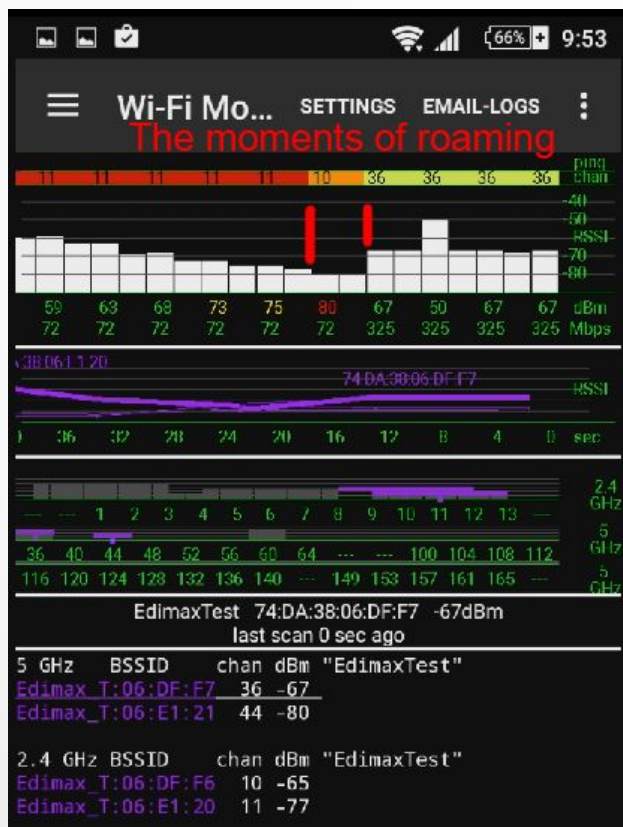 66% 9:53
Wi-Fi Mo... SETTINGS EMAIL-LOGS
The moments of roaming
ping
11 11 11 11 11 10 36 36 36 36 chan
-40
-50
RSSI
-70
-80
59 63 68 73 75 80 67 50 67 67 dBm
72 72 72 72 72 72 325 325 325 325 Mbps
74:DA:38:06:DF:F7 RSSI
36 32 28 24 20 16 12 8 4 0 sec
2.4
GHz
--- --- 1 2 3 4 5 6 7 8 9 10 11 12 13 ---
5
GHz
36 40 44 48 52 56 60 64 --- --- 100 104 108 112
116 120 124 128 132 136 140 --- 149 153 157 161 165 ---
5
GHz
EdimaxTest 74:DA:38:06:DF:F7 -67dBm
last scan 0 sec ago
5 GHz BSSID chan dBm "EdimaxTest"
Edimax_T:06:DF:F7 36 -67
Edimax_T:06:E1:21 44 -80
2.4 GHz BSSID chan dBm "EdimaxTest"
Edimax_T:06:DF:F6 10 -65
Edimax_T:06:E1:20 11 -77